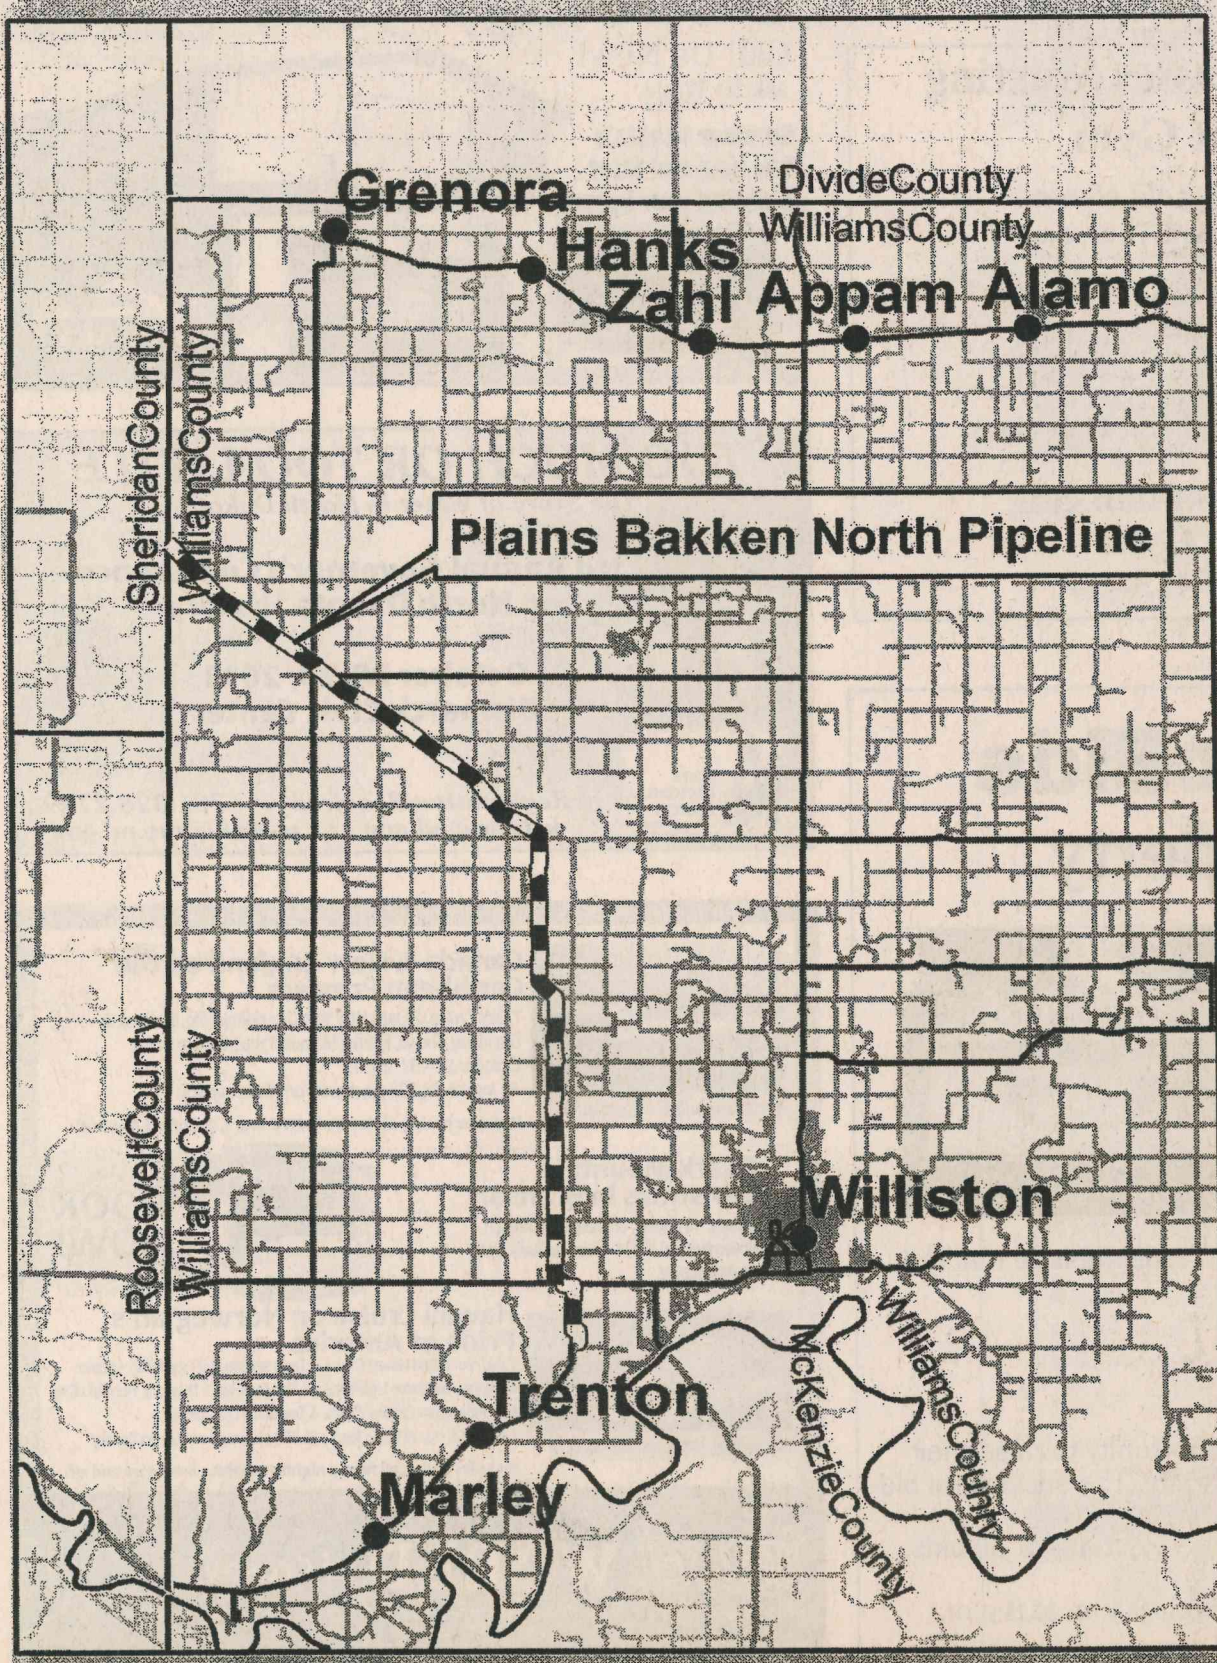 DivideCounty
Grenora
WilliamsCounty
Hanks
Zahl
Appam
Alamo
SheridanCounty
WilliamsCounty
Plains Bakken North Pipeline
RooseveltCounty
WilliamsCounty
Williston
WilliamsCounty
McKenzieCounty
Trenton
Marley